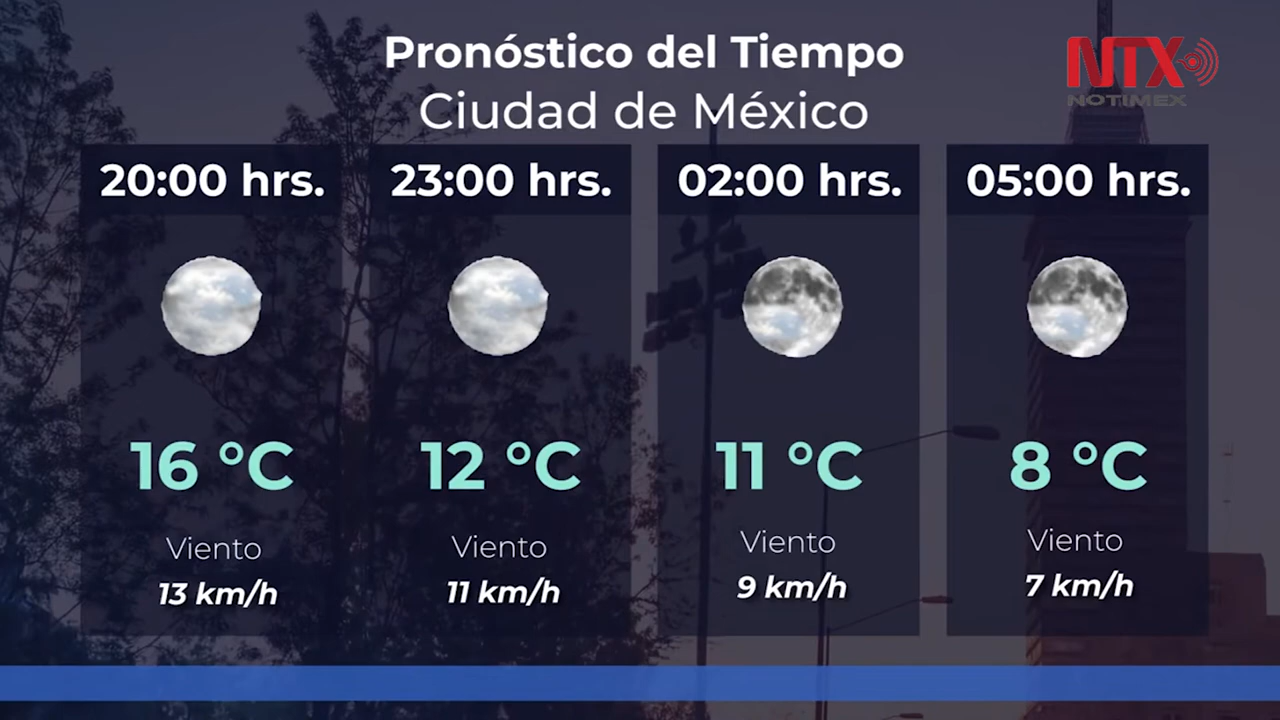 Pronóstico del Tiempo
Ciudad de México
NTX
NOTIMEX
20:00 hrs.
16 °C
Viento
13 km/h
23:00 hrs.
12 °C
Viento
11 km/h
02:00 hrs.
11 °C
Viento
9 km/h
05:00 hrs.
8 °C
Viento
7 km/h